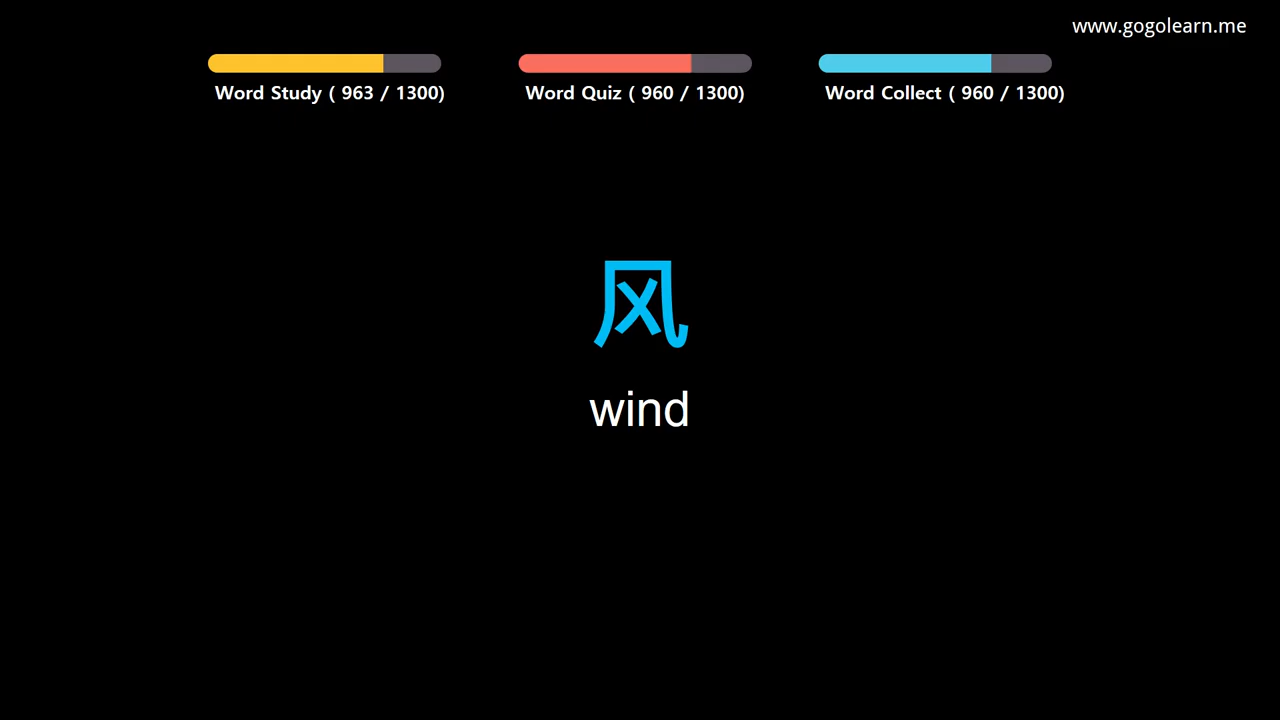 www.gogolearn.me
Word Study ( 963 / 1300)
Word Quiz ( 960 / 1300)
Word Collect ( 960 / 1300)
风
wind